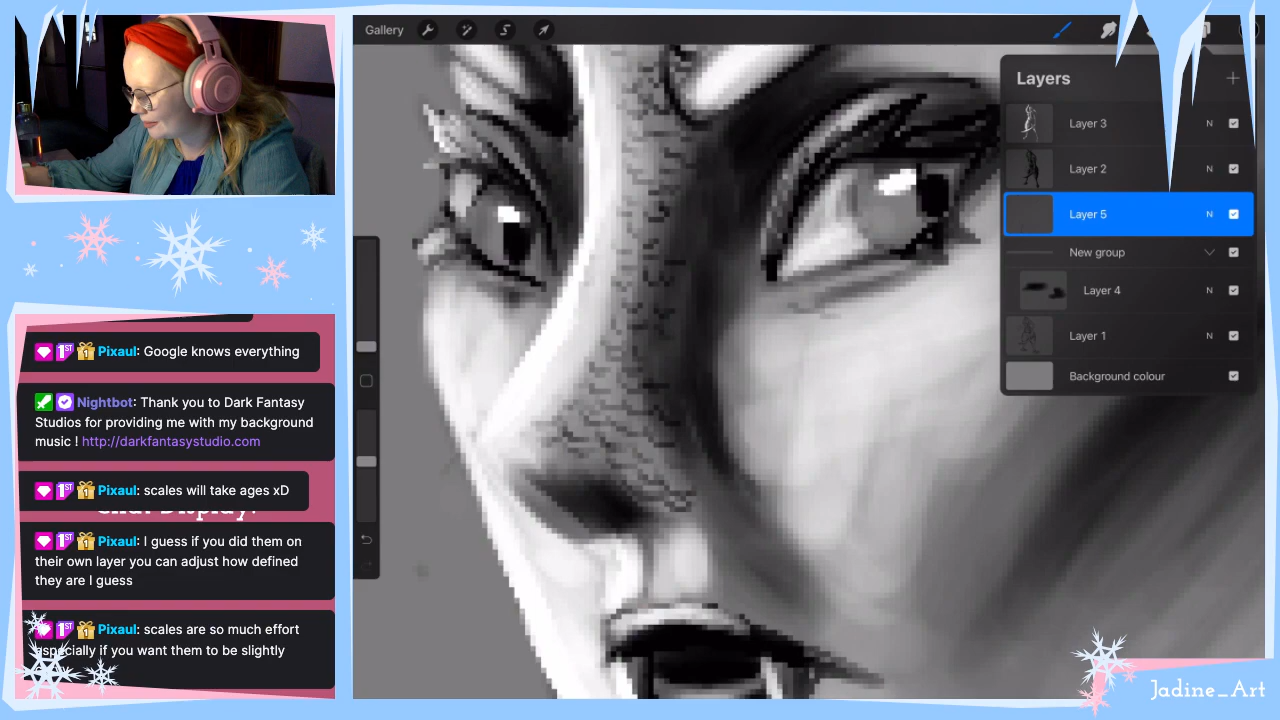 Gallery
Layers
Layer 3
N
Layer 2
N
Layer 5
N
New group
Layer 4
N
Layer 1
N
Background colour
Pixaul: Google knows everything
Nightbot: Thank you to Dark Fantasy
Studios for providing me with my background
music ! http://darkfantasystudio.com
Pixaul: scales will take ages xD
Chat Display:
Pixaul: I guess if you did them on
their own layer you can adjust how defined
they are I guess
Pixaul: scales are so much effort
especially if you want them to be slightly
Jadine_Art